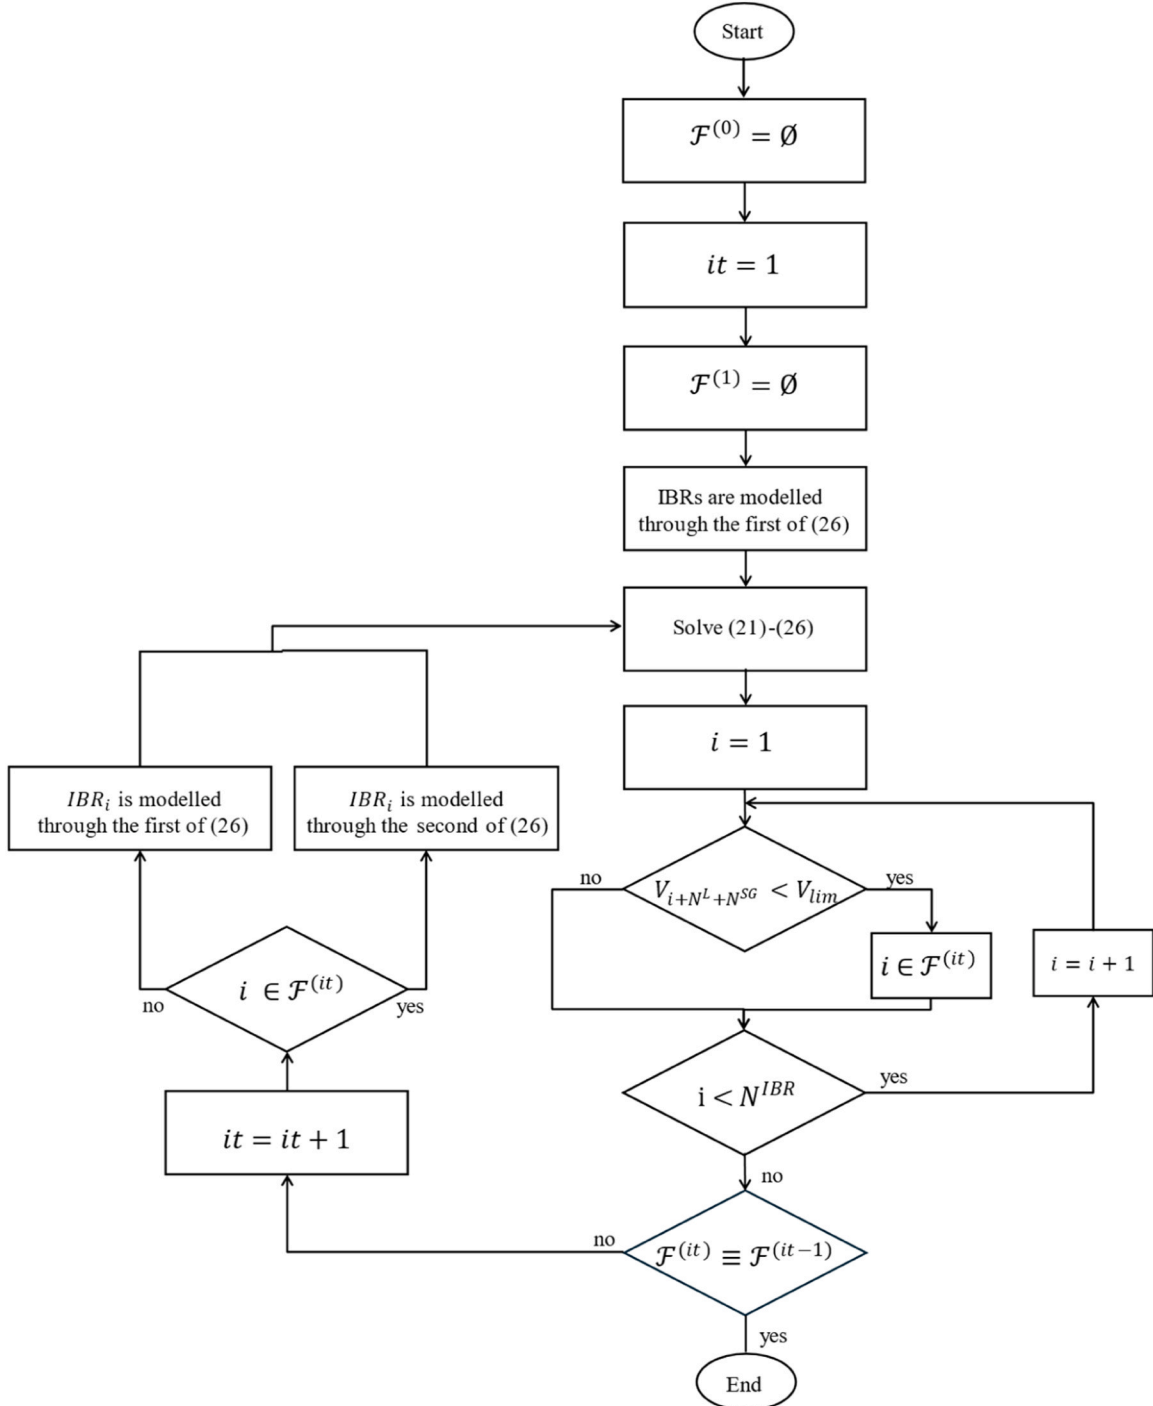 Start
ℱ^(0) = Ø
it = 1
ℱ^(1) = Ø
IBRs are modelled
through the first of (26)
Solve (21)-(26)
i = 1
IBR_i is modelled
through the first of (26)
IBR_i is modelled
through the second of (26)
no
V_{i+N^L+N^SG} < V_lim
yes
i ∈ ℱ^(it)
i = i + 1
i ∈ ℱ^(it)
no
yes
i < N^IBR
yes
it = it + 1
no
no
ℱ^(it) ≡ ℱ^(it−1)
yes
End